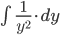 ∫ 1/y² · dy